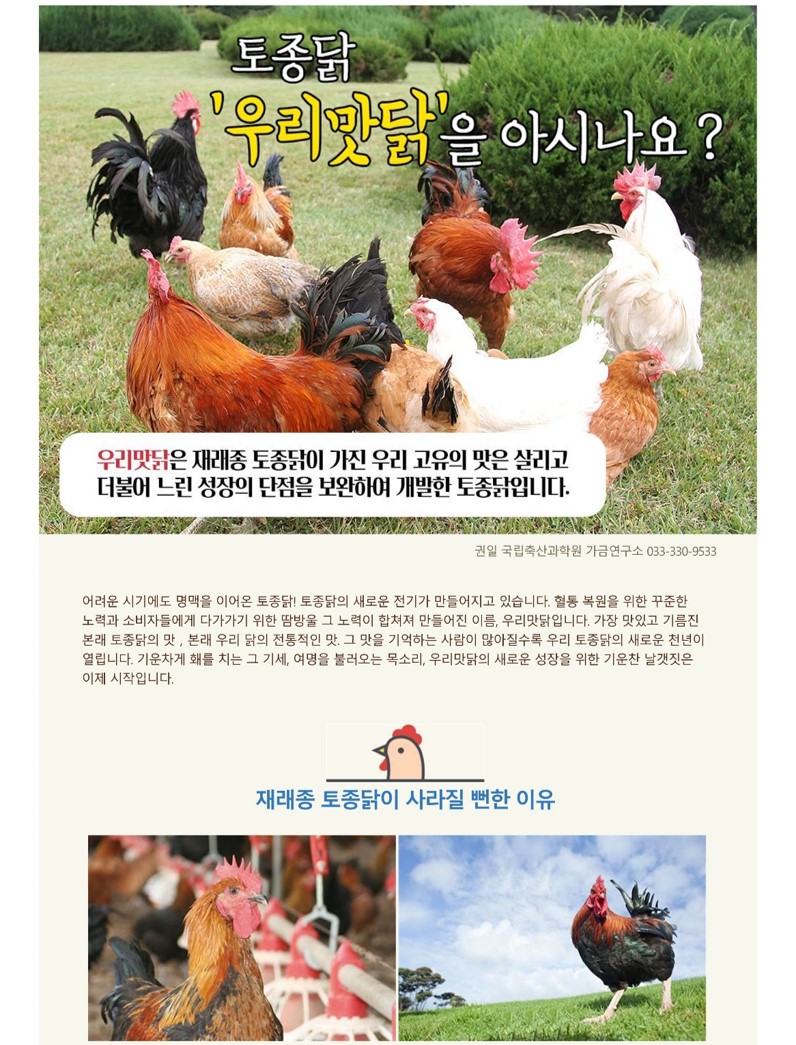 토종닭
'우리맛닭'을 아시나요?
우리맛닭은 재래종 토종닭이 가진 우리 고유의 맛은 살리고
더불어 느린 성장의 단점을 보완하여 개발한 토종닭입니다.
권일 국립축산과학원 가금연구소 033-330-9533
어려운 시기에도 명맥을 이어온 토종닭! 토종닭의 새로운 전기가 만들어지고 있습니다. 혈통 복원을 위한 꾸준한
노력과 소비자들에게 다가가기 위한 땀방울 그 노력이 합쳐져 만들어진 이름, 우리맛닭입니다. 가장 맛있고 기름진
본래 토종닭의 맛 , 본래 우리 닭의 전통적인 맛. 그 맛을 기억하는 사람이 많아질수록 우리 토종닭의 새로운 천년이
열립니다. 기운차게 홰를 치는 그 기세, 여명을 불러오는 목소리, 우리맛닭의 새로운 성장을 위한 기운찬 날갯짓은
이제 시작입니다.
재래종 토종닭이 사라질 뻔한 이유